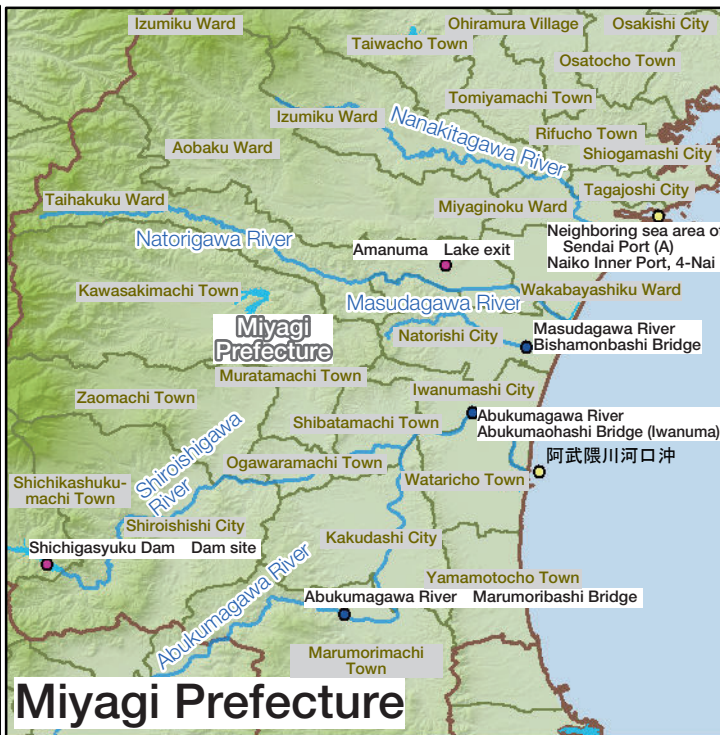 Izumiku Ward
Ohiramura Village
Osakishi City
Taiwacho Town
Osatocho Town
Tomiyamachi Town
Izumiku Ward
Nanakitagawa River
Rifucho Town
Aobaku Ward
Shiogamashi City
Tagajoshi City
Taihakuku Ward
Miyaginoku Ward
Neighboring sea area of
Sendai Port (A)
Naiko Inner Port, 4-Nai
Natorigawa River
Amanuma Lake exit
Kawasakimachi Town
Wakabayashiku Ward
Masudagawa River
Miyagi
Prefecture
Natorishi City
Masudagawa River
Bishamonbashi Bridge
Muratamachi Town
Iwanumashi City
Zaomachi Town
Shibatamachi Town
Abukumagawa River
Abukumaohashi Bridge (Iwanuma)
Shiroishigawa
River
Ogawaramachi Town
阿武隈川河口沖
Shichikashuku-
machi Town
Wataricho Town
Shiroishishi City
Kakudashi City
Shichigasyuku Dam Dam site
Abukumagawa River
Yamamotocho Town
Abukumagawa River Marumoribashi Bridge
Marumorimachi
Town
Miyagi Prefecture